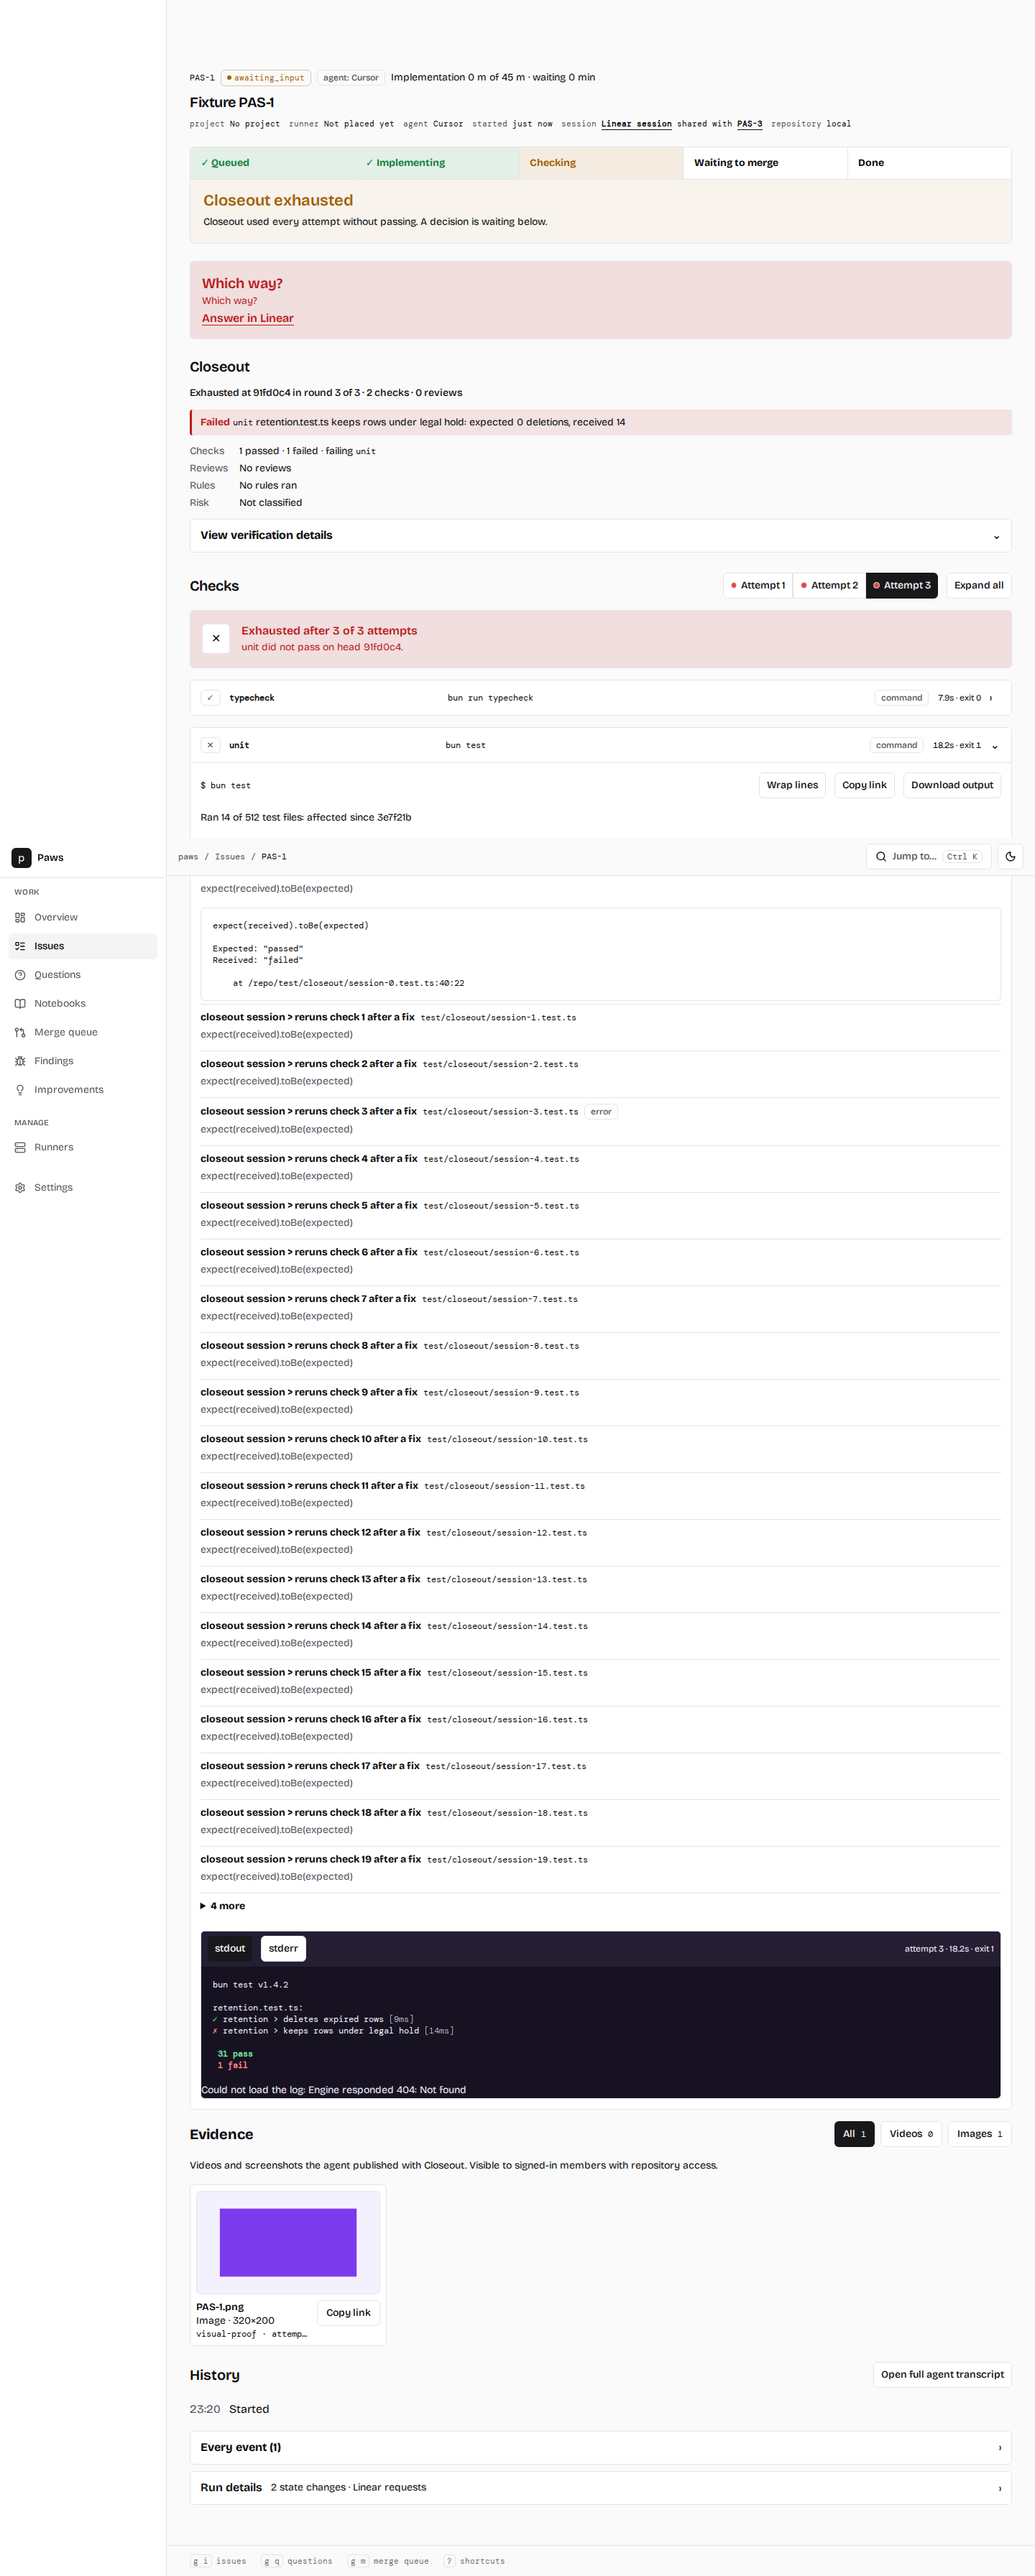 PAS-1 awaiting_input agent: Cursor Implementation 0 m of 45 m · waiting 0 min
Fixture PAS-1
project No project runner Not placed yet agent Cursor started just now session Linear session shared with PAS-3 repository local
✓ Queued ✓ Implementing Checking Waiting to merge Done
Closeout exhausted
Closeout used every attempt without passing. A decision is waiting below.
Which way?
Which way?
Answer in Linear
Closeout
Exhausted at 91fd0c4 in round 3 of 3 · 2 checks · 0 reviews
Failed unit retention.test.ts keeps rows under legal hold: expected 0 deletions, received 14
Checks 1 passed · 1 failed · failing unit
Reviews No reviews
Rules No rules ran
Risk Not classified
View verification details
Checks Attempt 1 Attempt 2 Attempt 3 Expand all
Exhausted after 3 of 3 attempts
unit did not pass on head 91fd0c4.
✓ typecheck bun run typecheck command 7.9s · exit 0
✕ unit bun test command 18.2s · exit 1
$ bun test Wrap lines Copy link Download output
Ran 14 of 512 test files: affected since 3e7f21b
p Paws
paws / Issues / PAS-1 Jump to... Ctrl K
WORK
Overview
Issues
Questions
Notebooks
Merge queue
Findings
Improvements
MANAGE
Runners
Settings
expect(received).toBe(expected)
expect(received).toBe(expected)
Expected: "passed"
Received: "failed"
at /repo/test/closeout/session-0.test.ts:40:22
closeout session > reruns check 1 after a fix test/closeout/session-1.test.ts
expect(received).toBe(expected)
closeout session > reruns check 2 after a fix test/closeout/session-2.test.ts
expect(received).toBe(expected)
closeout session > reruns check 3 after a fix test/closeout/session-3.test.ts error
expect(received).toBe(expected)
closeout session > reruns check 4 after a fix test/closeout/session-4.test.ts
expect(received).toBe(expected)
closeout session > reruns check 5 after a fix test/closeout/session-5.test.ts
expect(received).toBe(expected)
closeout session > reruns check 6 after a fix test/closeout/session-6.test.ts
expect(received).toBe(expected)
closeout session > reruns check 7 after a fix test/closeout/session-7.test.ts
expect(received).toBe(expected)
closeout session > reruns check 8 after a fix test/closeout/session-8.test.ts
expect(received).toBe(expected)
closeout session > reruns check 9 after a fix test/closeout/session-9.test.ts
expect(received).toBe(expected)
closeout session > reruns check 10 after a fix test/closeout/session-10.test.ts
expect(received).toBe(expected)
closeout session > reruns check 11 after a fix test/closeout/session-11.test.ts
expect(received).toBe(expected)
closeout session > reruns check 12 after a fix test/closeout/session-12.test.ts
expect(received).toBe(expected)
closeout session > reruns check 13 after a fix test/closeout/session-13.test.ts
expect(received).toBe(expected)
closeout session > reruns check 14 after a fix test/closeout/session-14.test.ts
expect(received).toBe(expected)
closeout session > reruns check 15 after a fix test/closeout/session-15.test.ts
expect(received).toBe(expected)
closeout session > reruns check 16 after a fix test/closeout/session-16.test.ts
expect(received).toBe(expected)
closeout session > reruns check 17 after a fix test/closeout/session-17.test.ts
expect(received).toBe(expected)
closeout session > reruns check 18 after a fix test/closeout/session-18.test.ts
expect(received).toBe(expected)
closeout session > reruns check 19 after a fix test/closeout/session-19.test.ts
expect(received).toBe(expected)
4 more
stdout stderr attempt 3 · 18.2s · exit 1
bun test v1.4.2
retention.test.ts:
✓ retention > deletes expired rows [9ms]
✗ retention > keeps rows under legal hold [14ms]
31 pass
1 fail
Could not load the log: Engine responded 404: Not found
Evidence All 1 Videos 0 Images 1
Videos and screenshots the agent published with Closeout. Visible to signed-in members with repository access.
PAS-1.png
Image · 320×200
visual-proof · attemp…
Copy link
History Open full agent transcript
23:20 Started
Every event (1)
Run details 2 state changes · Linear requests
g i issues g q questions g m merge queue ? shortcuts